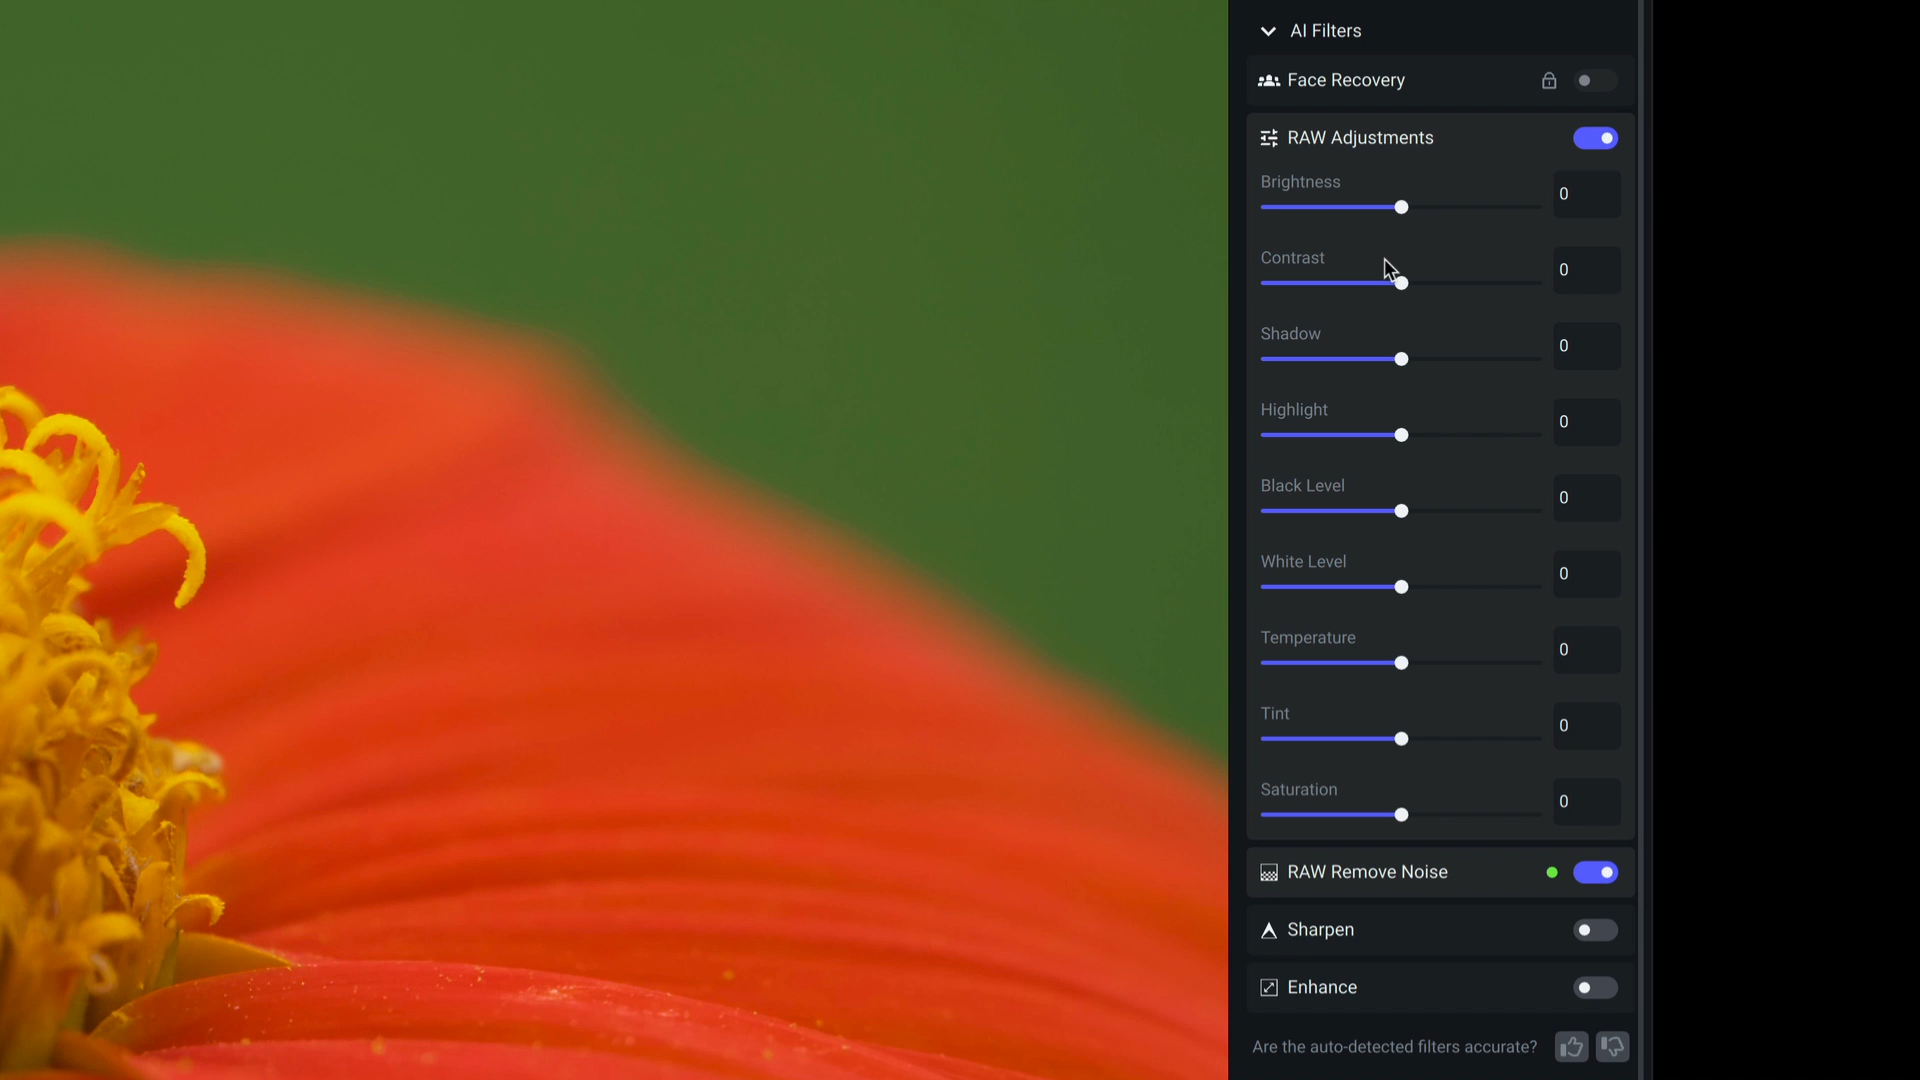 AI Filters
Face Recovery
RAW Adjustments
Brightness
0
Contrast
0
Shadow
0
Highlight
0
Black Level
0
White Level
0
Temperature
0
Tint
0
Saturation
0
RAW Remove Noise
Sharpen
Enhance
Are the auto-detected filters accurate?